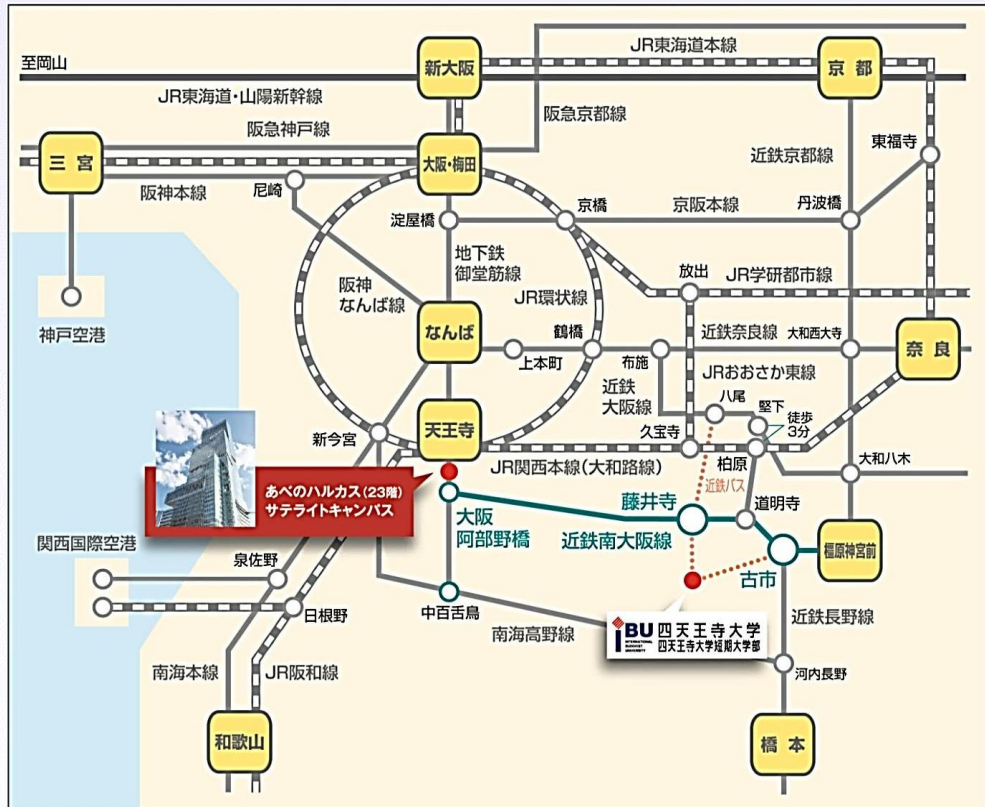 至岡山
新大阪
JR東海道本線
京都
JR東海道・山陽新幹線
阪急神戸線
阪急京都線
近鉄京都線
東福寺
三宮
大阪・梅田
阪神本線
尼崎
淀屋橋
京橋
京阪本線
丹波橋
地下鉄
御堂筋線
阪神
なんば線
JR環状線
放出
JR学研都市線
神戸空港
なんば
上本町
鶴橋
布施
近鉄奈良線
大和西大寺
奈良
JRおおさか東線
近鉄
大阪線
八尾
堅下
徒歩
3分
新今宮
天王寺
久宝寺
柏原
JR関西本線(大和路線)
近鉄バス
大和八木
あべのハルカス(23階)
サテライトキャンパス
大阪
阿部野橋
藤井寺
近鉄南大阪線
道明寺
古市
橿原神宮前
関西国際空港
泉佐野
日根野
中百舌鳥
南海高野線
iBU 四天王寺大学
INTERNATIONAL
BUDDHIST
UNIVERSITY
四天王寺大学短期大学部
近鉄長野線
河内長野
南海本線
JR阪和線
和歌山
橋本